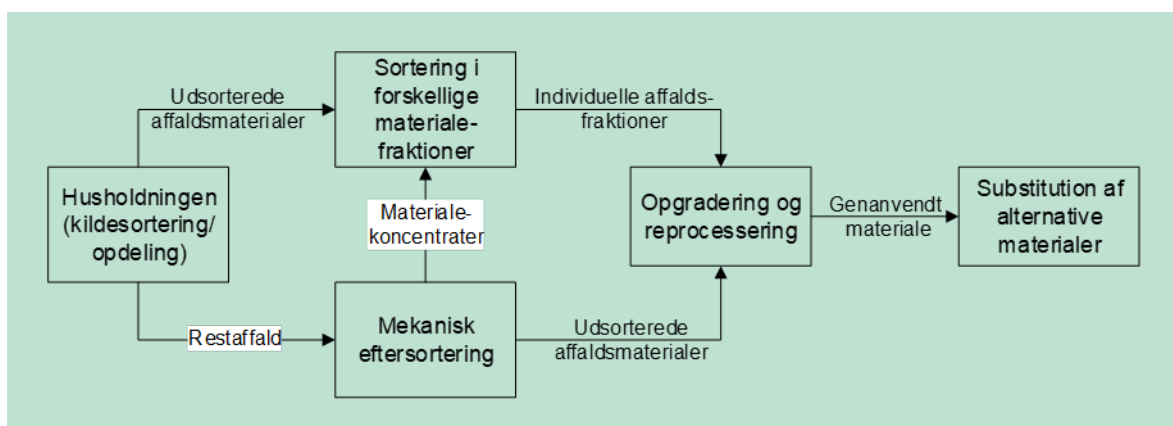 Udsorterede
affaldsmaterialer
Sortering i
forskellige
materiale-
fraktioner
Individuelle affalds-
fraktioner
Husholdningen
(kildesortering/
opdeling)
Materiale-
koncentrater
Opgradering og
reprocessering
Genanvendt
materiale
Substitution af
alternative
materialer
Restaffald
Mekanisk
eftersortering
Udsorterede
affaldsmaterialer